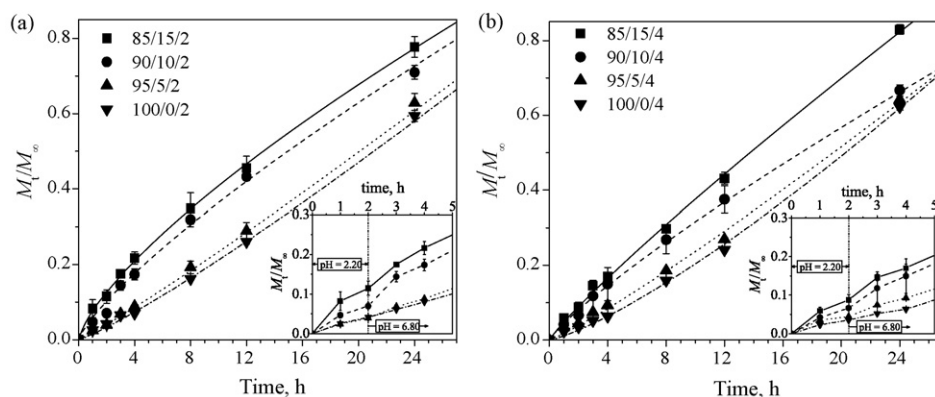 (a)
85/15/2
90/10/2
95/5/2
100/0/2
0.8
0.6
0.4
0.2
0.0
Mt/M∞
0 4 8 12 16 20 24
Time, h
time, h
0 1 2 3 4 5
0.3
0.2
0.1
0.0
Mt/M∞
pH = 2.20
pH = 6.80
(b)
85/15/4
90/10/4
95/5/4
100/0/4
0.8
0.6
0.4
0.2
0.0
Mt/M∞
0 4 8 12 16 20 24
Time, h
time, h
0 1 2 3 4 5
0.3
0.2
0.1
0.0
Mt/M∞
pH = 2.20
pH = 6.80